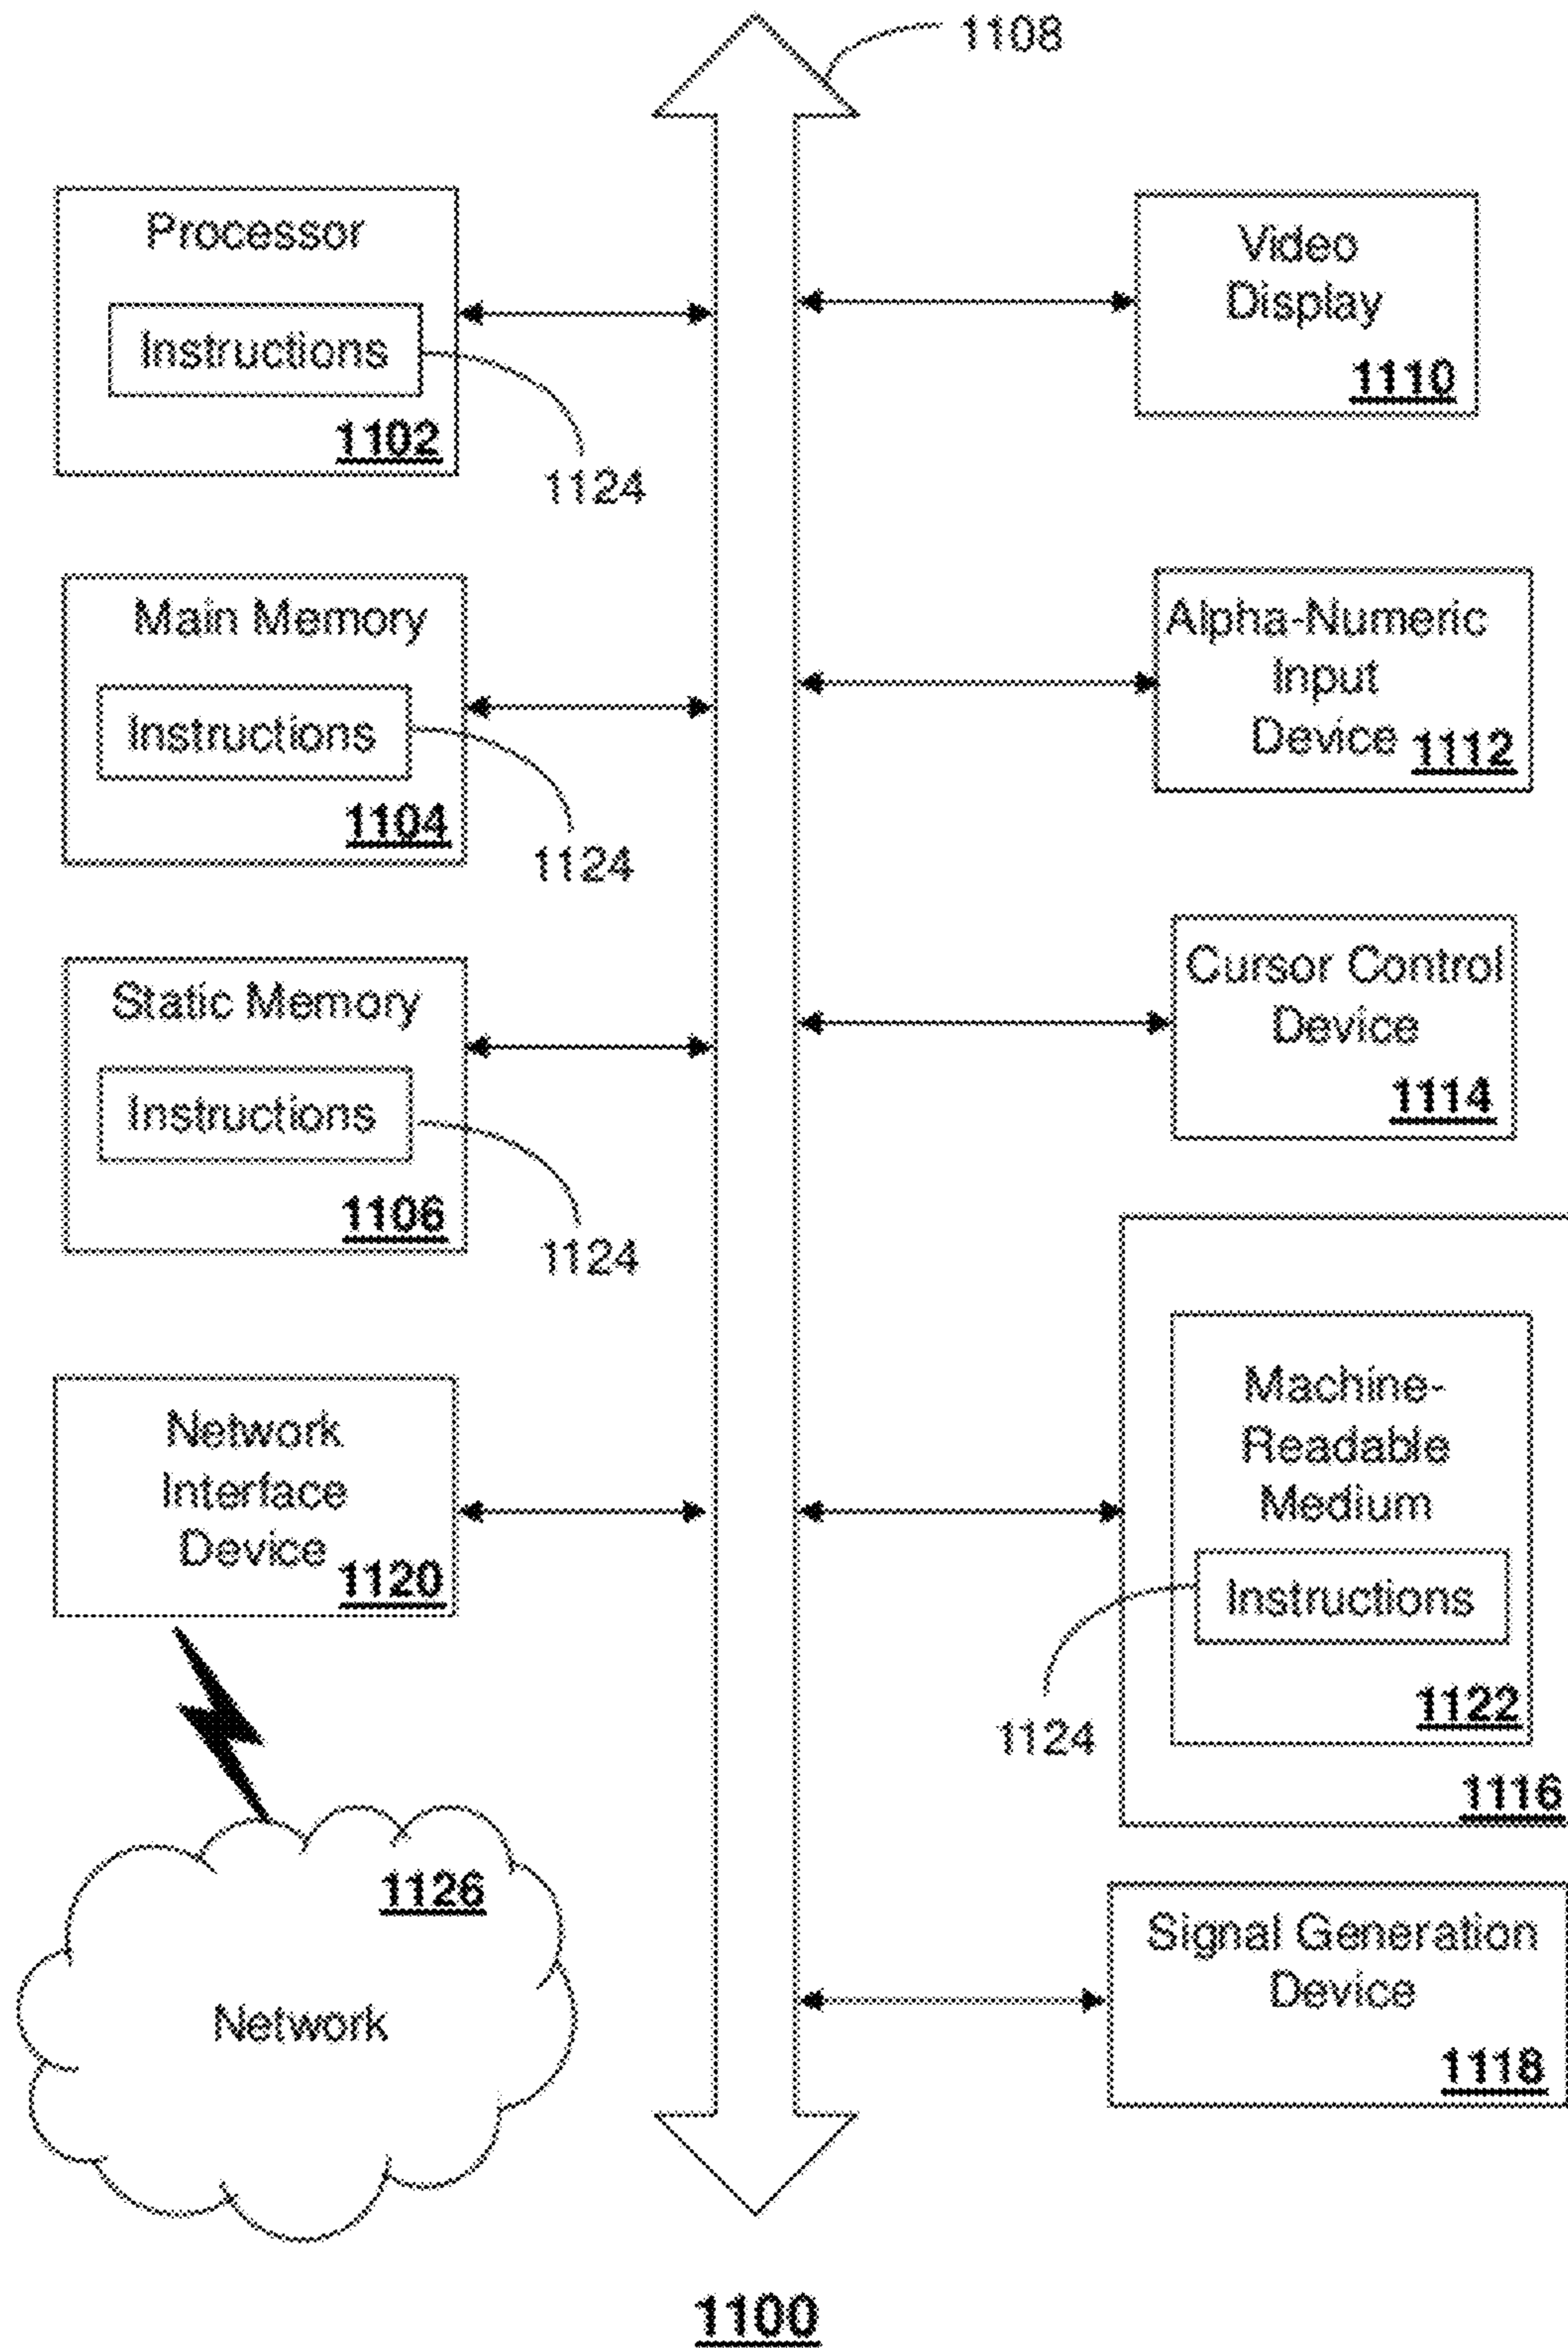 1108
Processor
Instructions
1102
1124
Main Memory
Instructions
1104
1124
Static Memory
Instructions
1106
1124
Network
Interface
Device
1120
1126
Network
Video
Display
1110
Alpha-Numeric
Input
Device
1112
Cursor Control
Device
1114
Machine-
Readable
Medium
Instructions
1124
1122
1116
Signal Generation
Device
1118
1100